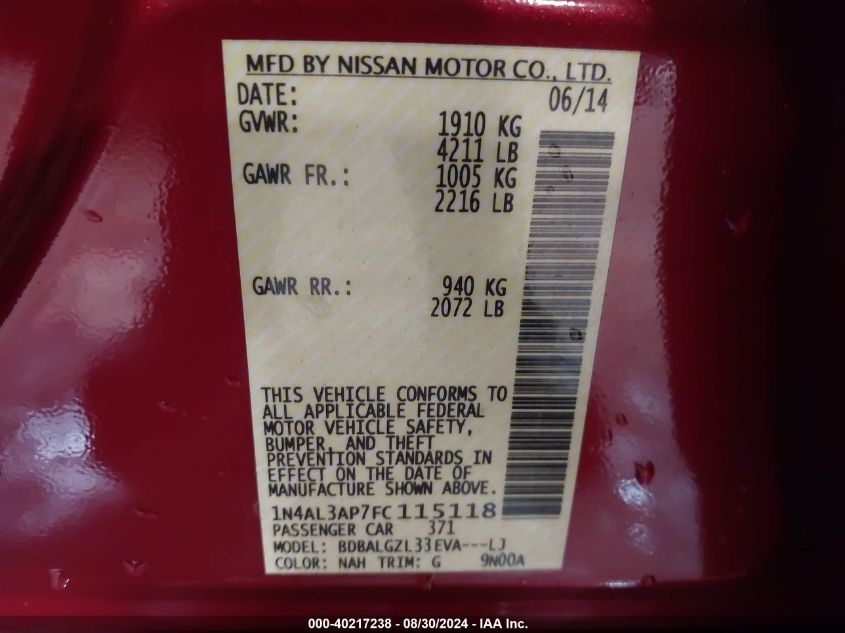 MFD BY NISSAN MOTOR CO., LTD.
DATE: 06/14
GVWR: 1910 KG
4211 LB
GAWR FR.: 1005 KG
2216 LB
GAWR RR.: 940 KG
2072 LB
THIS VEHICLE CONFORMS TO
ALL APPLICABLE FEDERAL
MOTOR VEHICLE SAFETY,
BUMPER, AND THEFT
PREVENTION STANDARDS IN
EFFECT ON THE DATE OF
MANUFACTURE SHOWN ABOVE.
1N4AL3AP7FC115118
PASSENGER CAR 371
MODEL: BDBALGZL33EVA---LJ
COLOR: NAH TRIM: G 9N00A
000-40217238 - 08/30/2024 - IAA Inc.